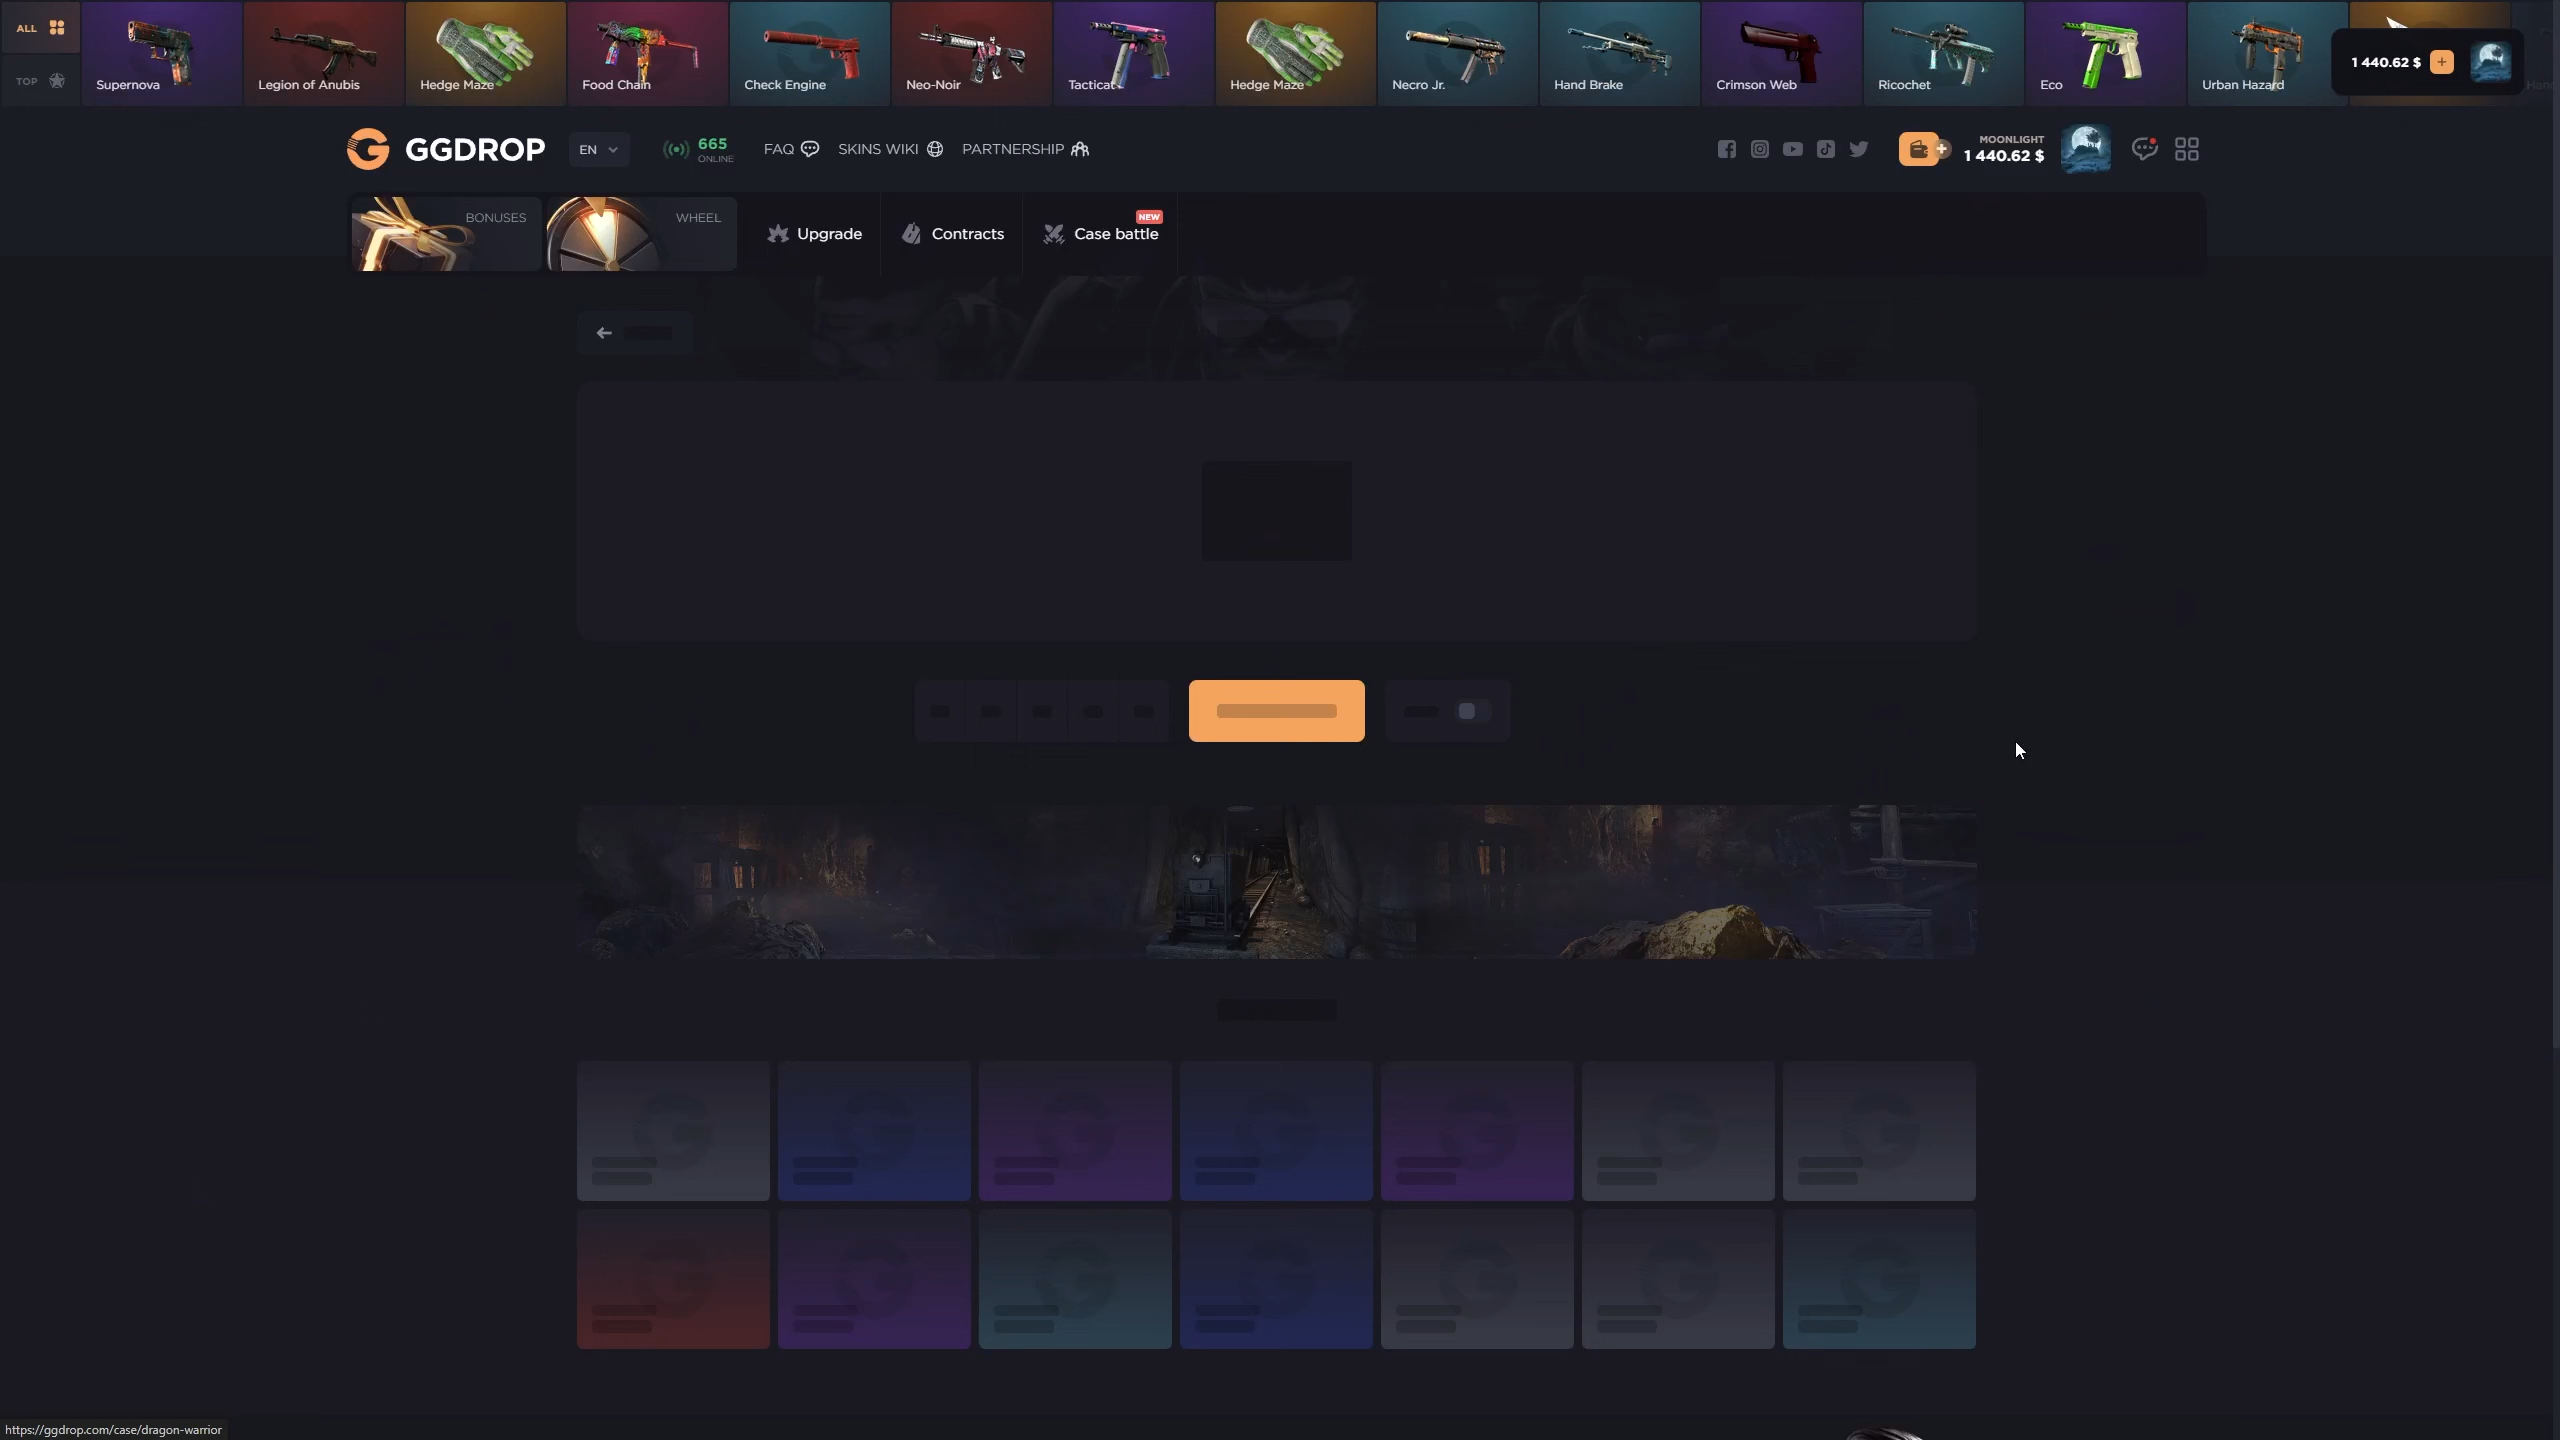 ALL
TOP
Supernova
Legion of Anubis
Hedge Maze
Food Chain
Check Engine
Neo-Noir
Tacticat
Hedge Maze
Necro Jr.
Hand Brake
Crimson Web
Ricochet
Eco
Urban Hazard
1 440.62 $
GGDROP
EN
665
ONLINE
FAQ
SKINS WIKI
PARTNERSHIP
MOONLIGHT
1 440.62 $
BONUSES
WHEEL
Upgrade
Contracts
NEW
Case battle
https://ggdrop.com/case/dragon-warrior